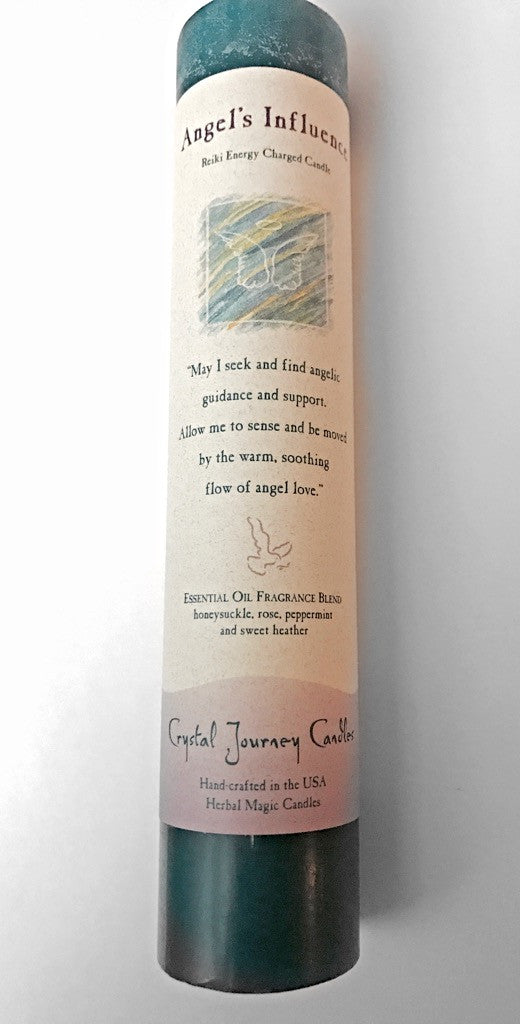 Angel's Influence
Reiki Energy Charged Candle
"May I seek and find angelic
guidance and support.
Allow me to sense and be moved
by the warm, soothing
flow of angel love."
Essential Oil Fragrance Blend
honeysuckle, rose, peppermint
and sweet heather
Crystal Journey Candles
Hand-crafted in the USA
Herbal Magic Candles